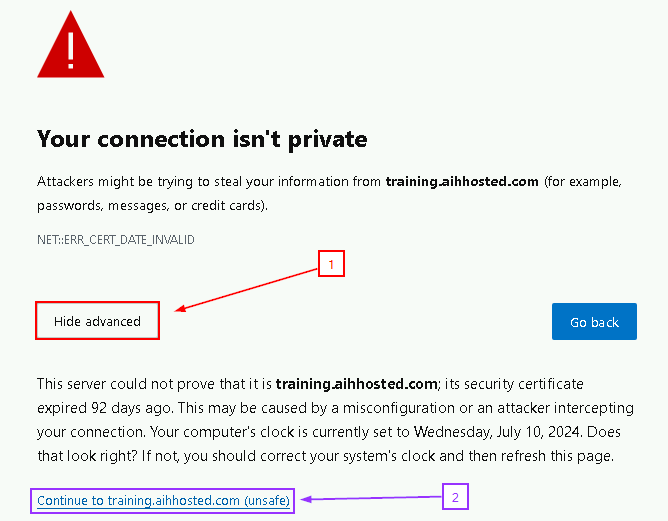 Your connection isn't private
Attackers might be trying to steal your information from training.aihhosted.com (for example,
passwords, messages, or credit cards).
NET::ERR_CERT_DATE_INVALID
1
Hide advanced
Go back
This server could not prove that it is training.aihhosted.com; its security certificate
expired 92 days ago. This may be caused by a misconfiguration or an attacker intercepting
your connection. Your computer's clock is currently set to Wednesday, July 10, 2024. Does
that look right? If not, you should correct your system's clock and then refresh this page.
Continue to training.aihhosted.com (unsafe)
2